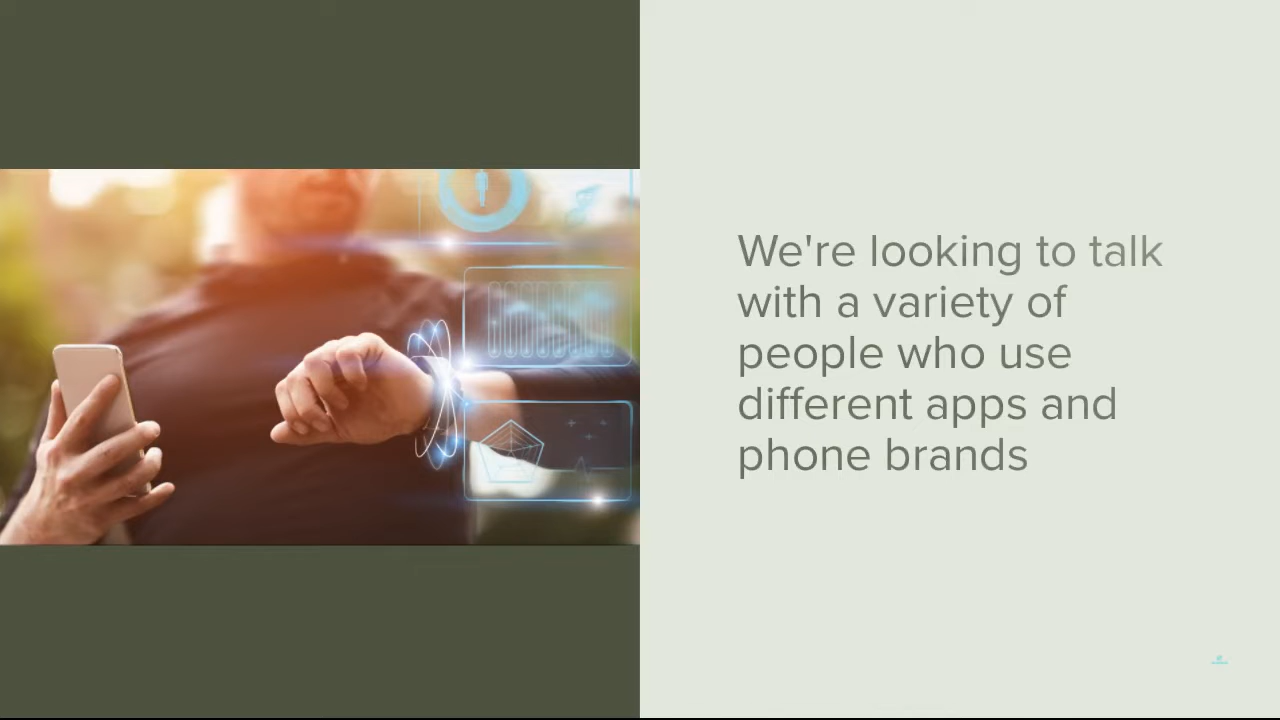 We're looking to talk
with a variety of
people who use
different apps and
phone brands